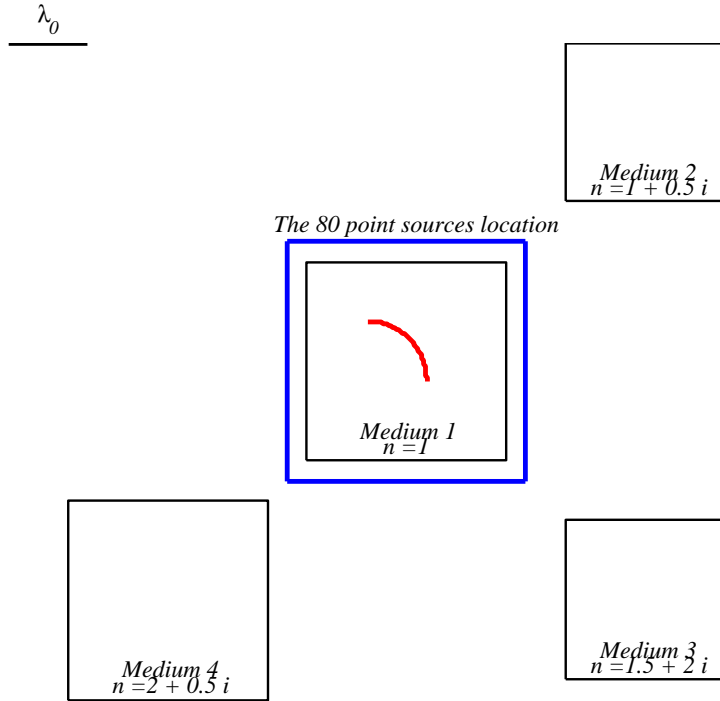 λ0
Medium 2
n =1 + 0.5 i
The 80 point sources location
Medium 1
n =1
Medium 3
n =1.5 + 2 i
Medium 4
n =2 + 0.5 i